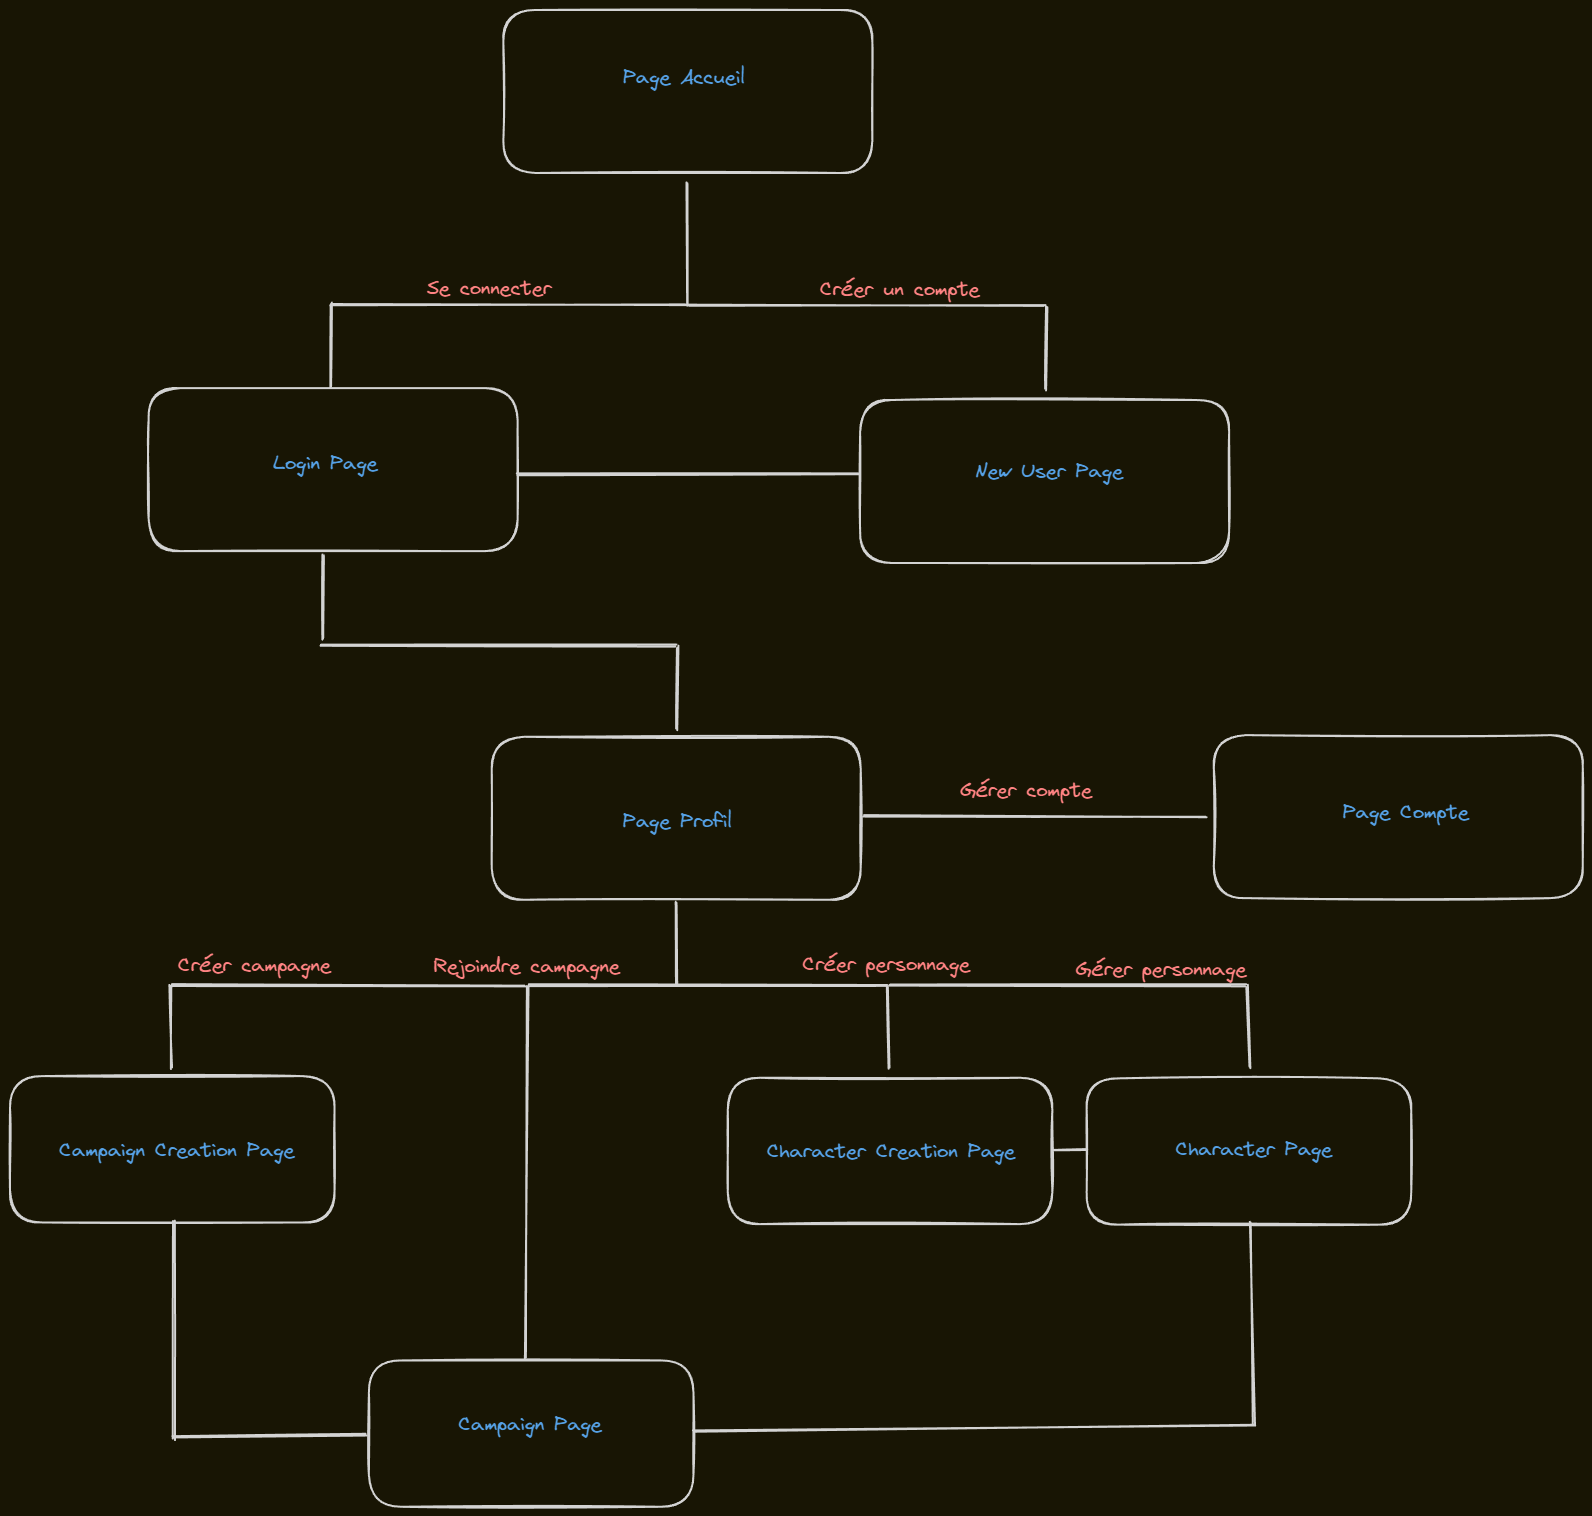 Page Accueil
Se connecter
Créer un compte
Login Page
New User Page
Page Profil
Gérer compte
Page Compte
Créer campagne
Rejoindre campagne
Créer personnage
Gérer personnage
Campaign Creation Page
Character Creation Page
Character Page
Campaign Page